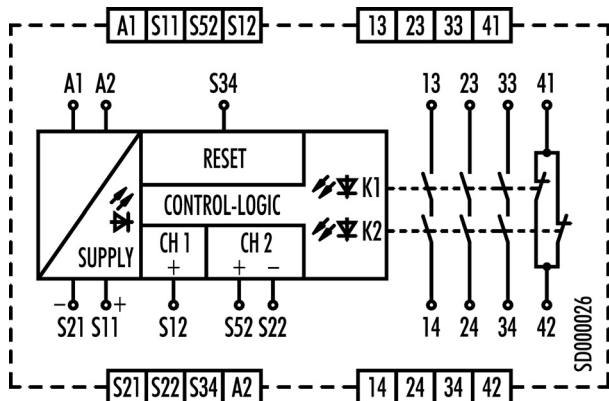 A1 S11 S52 S12 13 23 33 41
A1 A2 S34 13 23 33 41
RESET
K1
CONTROL-LOGIC
K2
CH 1 CH 2
SUPPLY + + −
− +
S21 S11 S12 S52 S22 14 24 34 42
SD000026
S21 S22 S34 A2 14 24 34 42